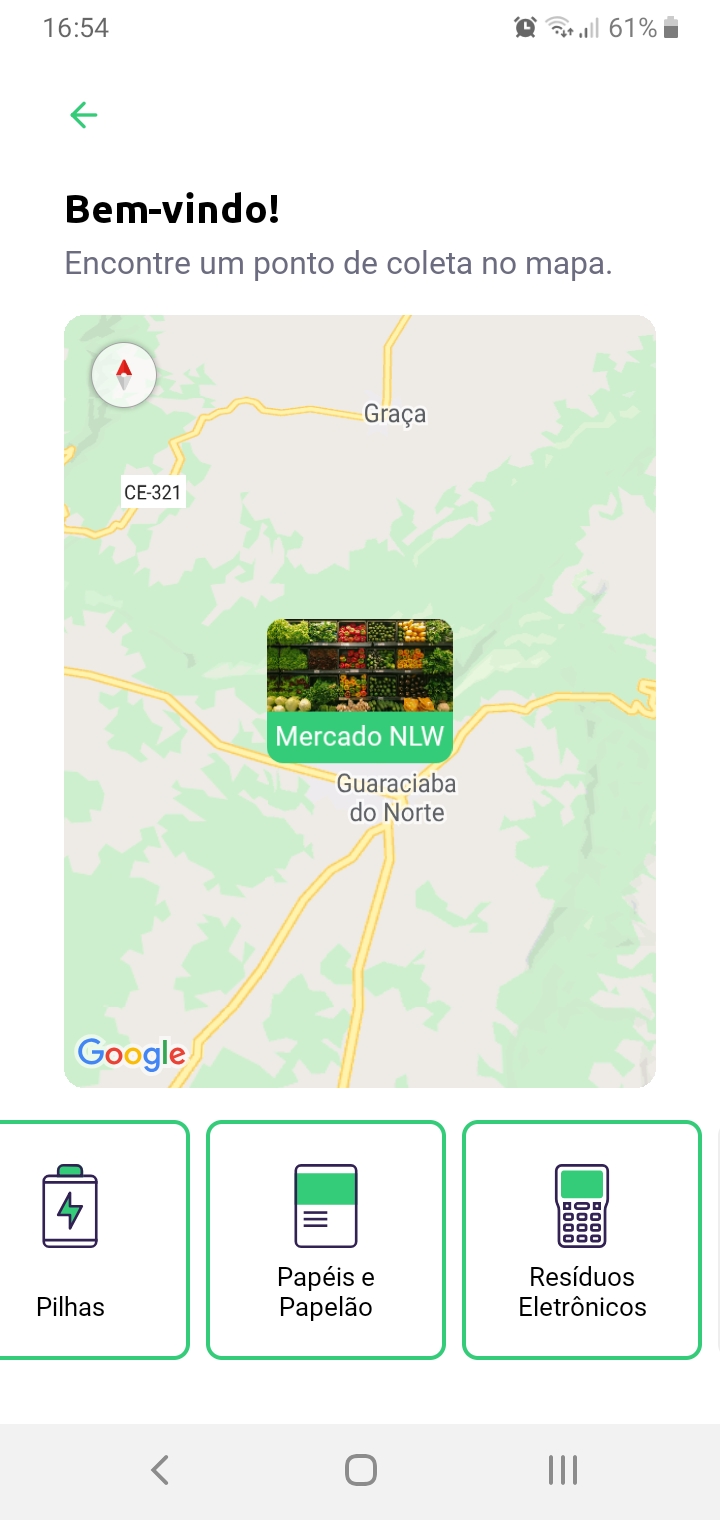 16:54
61%
Bem-vindo!
Encontre um ponto de coleta no mapa.
Graça
CE-321
Mercado NLW
Guaraciaba
do Norte
Google
Pilhas
Papéis e
Papelão
Resíduos
Eletrônicos